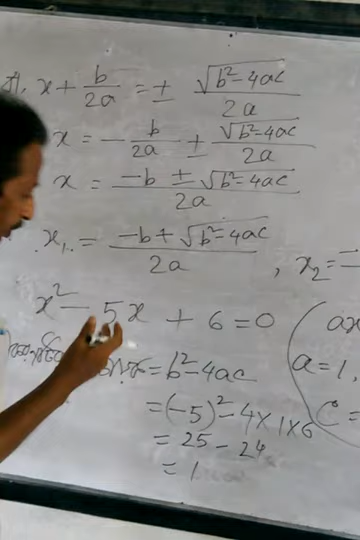 x + b/2a = ± √(b² - 4ac)/2a
x = - b/2a ± √(b² - 4ac)/2a
x = (-b ± √(b² - 4ac))/2a
x₁ = (-b + √(b² - 4ac))/2a , x₂ = -
x² - 5x + 6 = 0
= b² - 4ac
= (-5)² - 4 × 1 × 6
= 25 - 24
= 1
ax
a = 1,
c =